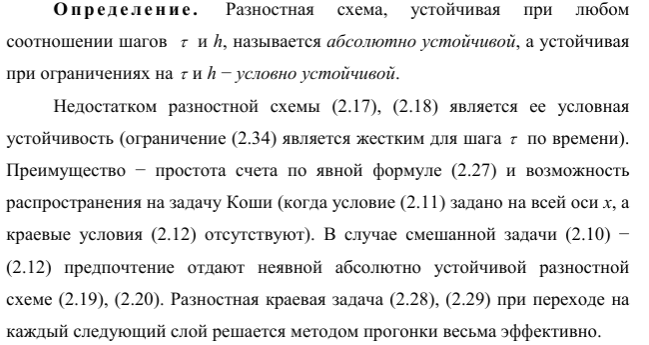 Определение. Разностная схема, устойчивая при любом
соотношении шагов τ и h, называется абсолютно устойчивой, а устойчивая
при ограничениях на τ и h − условно устойчивой.
Недостатком разностной схемы (2.17), (2.18) является ее условная
устойчивость (ограничение (2.34) является жестким для шага τ по времени).
Преимущество − простота счета по явной формуле (2.27) и возможность
распространения на задачу Коши (когда условие (2.11) задано на всей оси x, а
краевые условия (2.12) отсутствуют). В случае смешанной задачи (2.10) −
(2.12) предпочтение отдают неявной абсолютно устойчивой разностной
схеме (2.19), (2.20). Разностная краевая задача (2.28), (2.29) при переходе на
каждый следующий слой решается методом прогонки весьма эффективно.